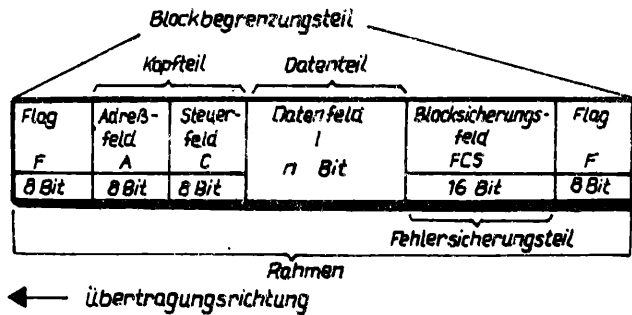 Blockbegrenzungsteil
Kopfteil Datenteil
Flag Adreß- Steuer- Datenfeld Blocksicherungs- Flag
feld feld I feld
F A C n Bit FCS F
8 Bit 8 Bit 8 Bit 16 Bit 8 Bit
Fehlersicherungsteil
Rahmen
Übertragungsrichtung